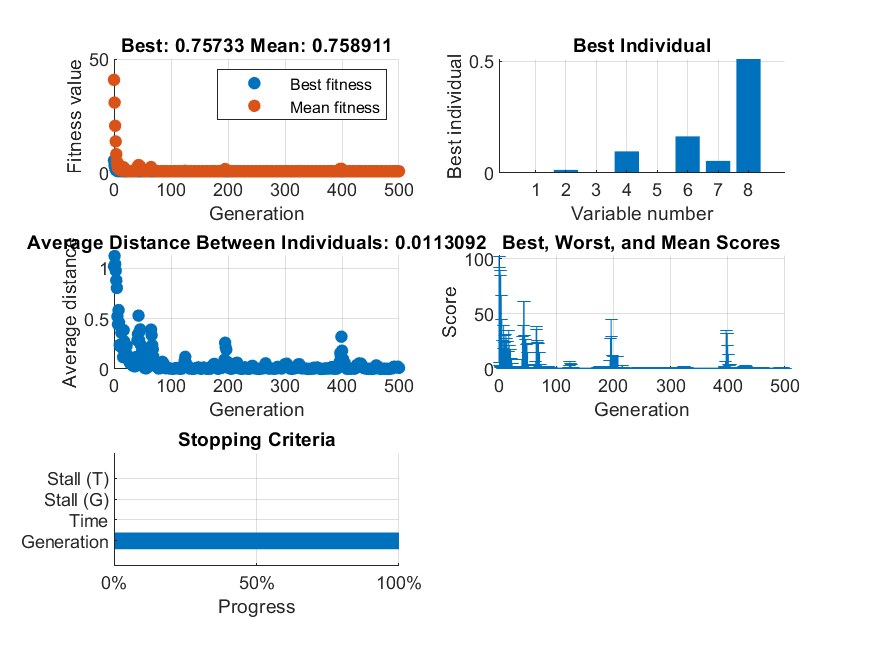 Best: 0.75733 Mean: 0.758911
Fitness value
50
0
Best fitness
Mean fitness
0 100 200 300 400 500
Generation
Best Individual
Best individual
0.5
0
1 2 3 4 5 6 7 8
Variable number
Average Distance Between Individuals: 0.0113092
Average distance
1
0.5
0
0 100 200 300 400 500
Generation
Best, Worst, and Mean Scores
Score
100
50
0
0 100 200 300 400 500
Generation
Stopping Criteria
Stall (T)
Stall (G)
Time
Generation
0% 50% 100%
Progress